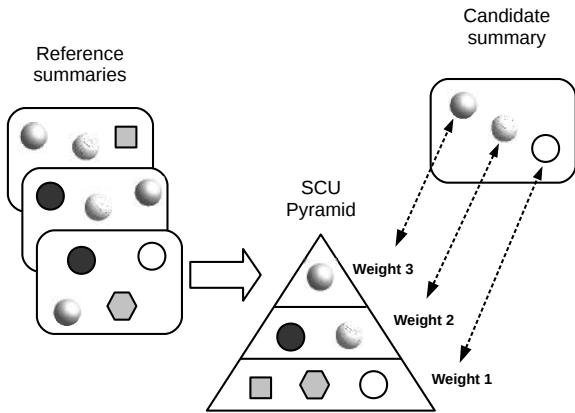 Reference
summaries
Candidate
summary
SCU
Pyramid
Weight 3
Weight 2
Weight 1